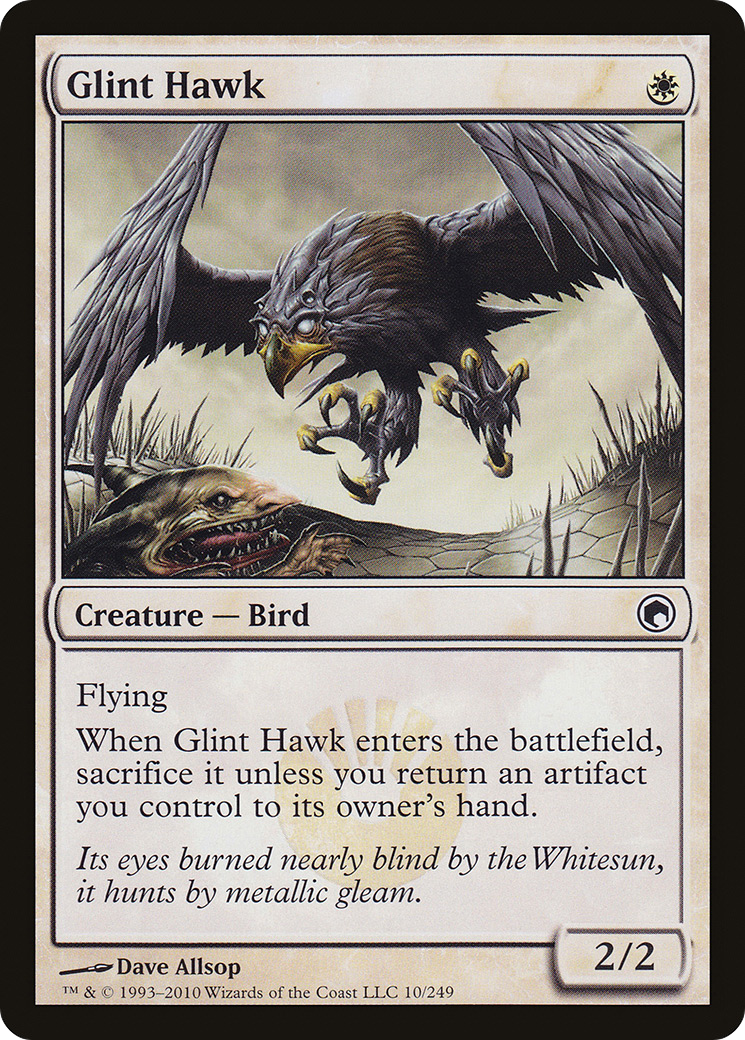 Glint Hawk
Creature — Bird
Flying
When Glint Hawk enters the battlefield,
sacrifice it unless you return an artifact
you control to its owner's hand.
Its eyes burned nearly blind by the Whitesun,
it hunts by metallic gleam.
2/2
Dave Allsop
™ & © 1993–2010 Wizards of the Coast LLC 10/249